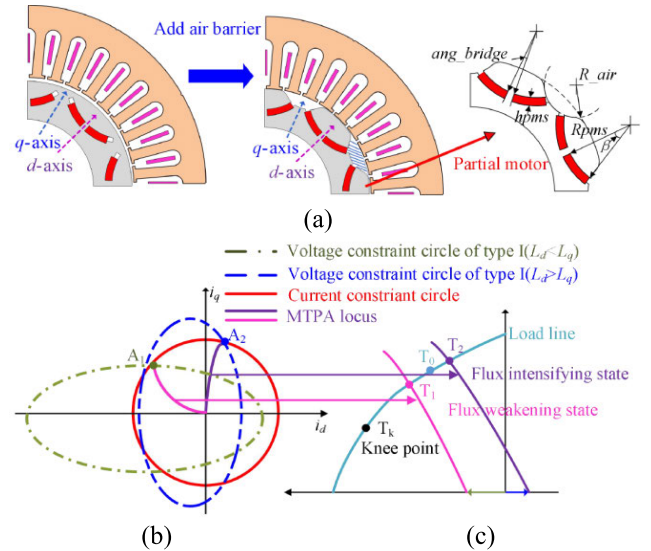 Add air barrier
ang_bridge
R_air
hpms
Rpms
β
q-axis
d-axis
q-axis
d-axis
Partial motor
(a)
Voltage constraint circle of type I(Ld<Lq)
Voltage constraint circle of type I(Ld>Lq)
Current constriant circle
MTPA locus
iq
A1
A2
id
T2
Load line
T0
Flux intensifying state
T1
Flux weakening state
Tk
Knee point
(b)
(c)